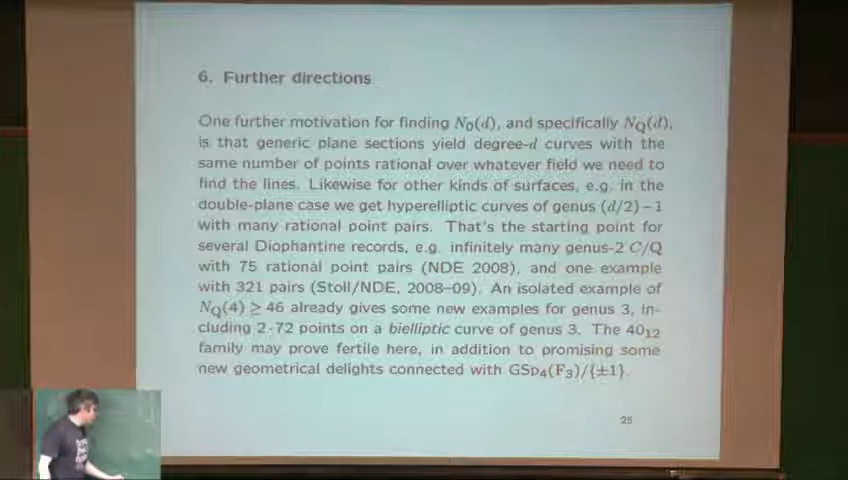 6. Further directions
One further motivation for finding N₀(d), and specifically N_Q(d),
is that generic plane sections yield degree-d curves with the
same number of points rational over whatever field we need to
find the lines. Likewise for other kinds of surfaces, e.g. in the
double-plane case we get hyperelliptic curves of genus (d/2)−1
with many rational point pairs. That's the starting point for
several Diophantine records, e.g. infinitely many genus-2 C/Q
with 75 rational point pairs (NDE 2008), and one example
with 321 pairs (Stoll/NDE, 2008–09). An isolated example of
N_Q(4) ≥ 46 already gives some new examples for genus 3, in-
cluding 2·72 points on a bielliptic curve of genus 3. The 40₁₂
family may prove fertile here, in addition to promising some
new geometrical delights connected with GSp₄(F₃)/{±1}.
25